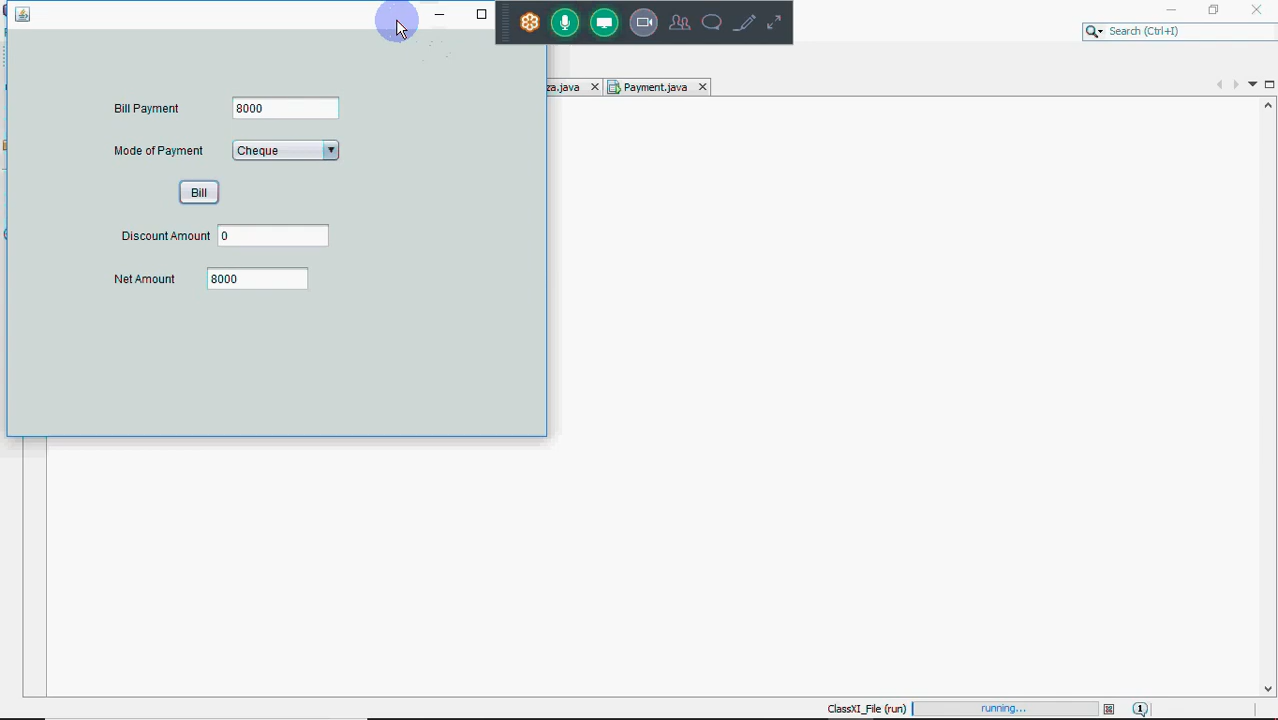 Search (Ctrl+I)
za.java
Payment.java
Bill Payment 8000
Mode of Payment Cheque
Bill
Discount Amount 0
Net Amount 8000
ClassXI_File (run) running... 1